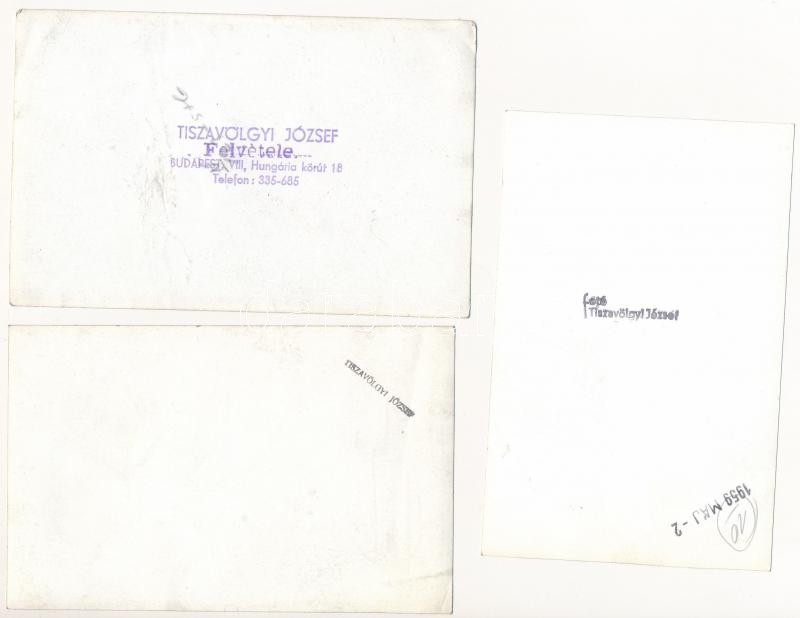 TISZAVÖLGYI JÓZSEF
Felvétele.
BUDAPEST, VIII, Hungária körút 18
Telefon: 335-685
TISZAVÖLGYI JÓZSEF
fotó
Tiszavölgyi József
1959 MÁJ -2
10